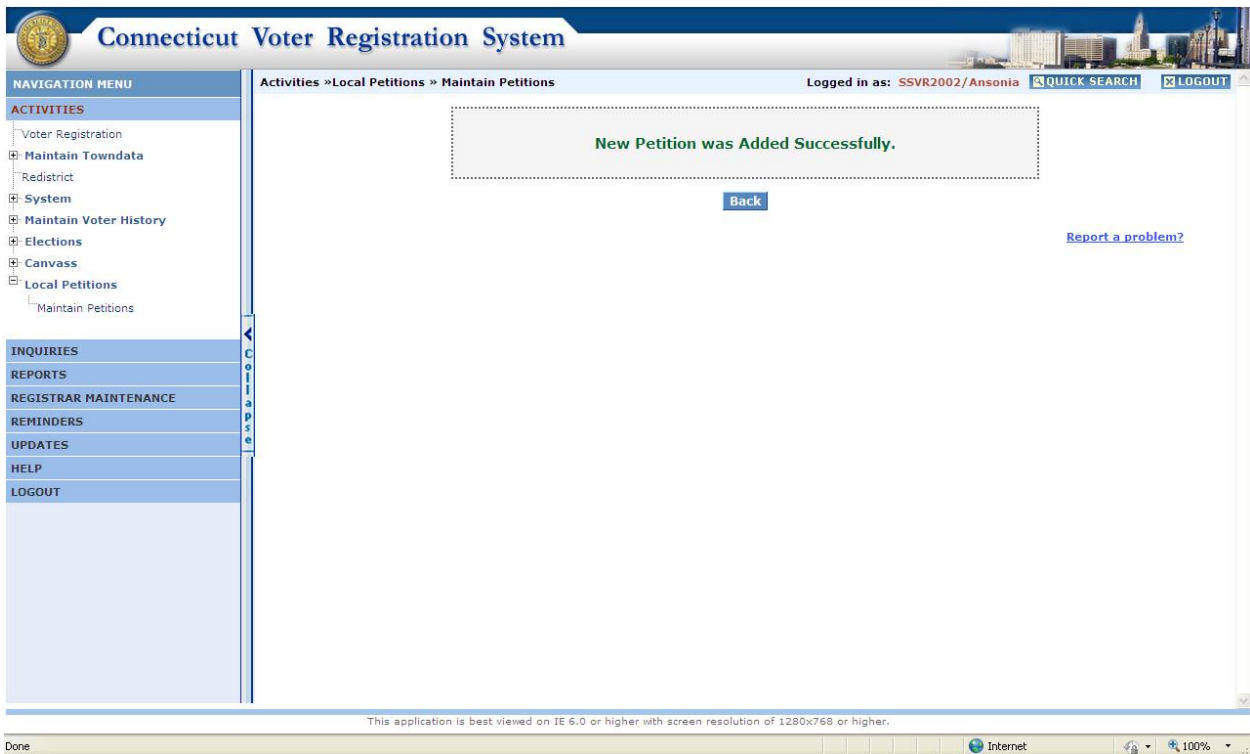 Connecticut Voter Registration System
NAVIGATION MENU
ACTIVITIES
Voter Registration
Maintain Towndata
Redistrict
System
Maintain Voter History
Elections
Canvass
Local Petitions
Maintain Petitions
INQUIRIES
REPORTS
REGISTRAR MAINTENANCE
REMINDERS
UPDATES
HELP
LOGOUT
Collapse
Activities »Local Petitions » Maintain Petitions
Logged in as: SSVR2002/Ansonia QUICK SEARCH LOGOUT
New Petition was Added Successfully.
Back
Report a problem?
This application is best viewed on IE 6.0 or higher with screen resolution of 1280x768 or higher.
Done Internet 100%